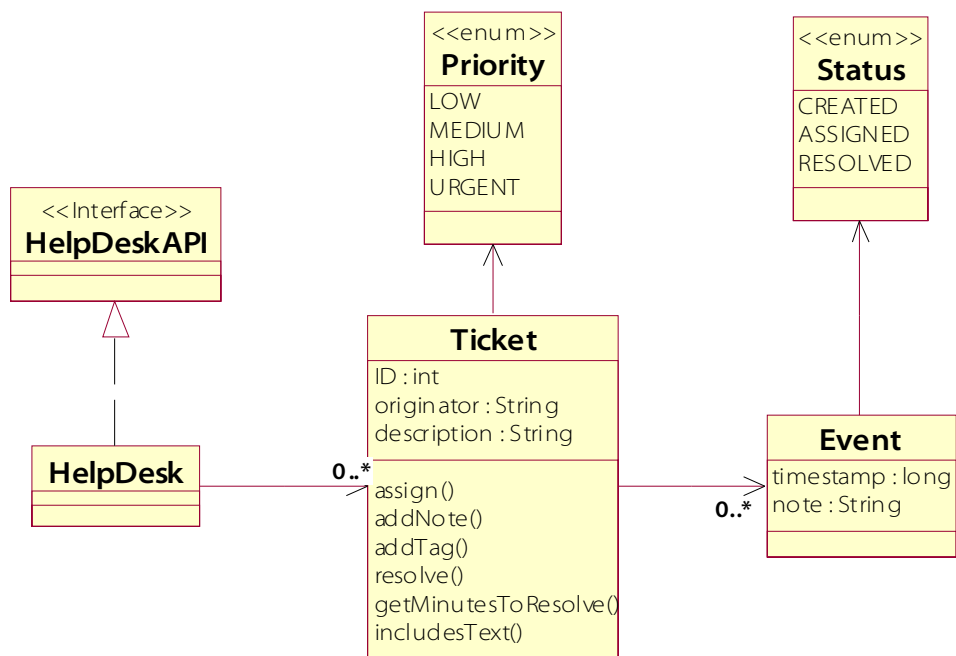 <<enum>>
Priority
LOW
MEDIUM
HIGH
URGENT
<<enum>>
Status
CREATED
ASSIGNED
RESOLVED
<<Interface>>
HelpDeskAPI
Ticket
ID : int
originator : String
description : String
assign()
addNote()
addTag()
resolve()
getMinutesToResolve()
includesText()
HelpDesk
0..*
Event
timestamp : long
note : String
0..*